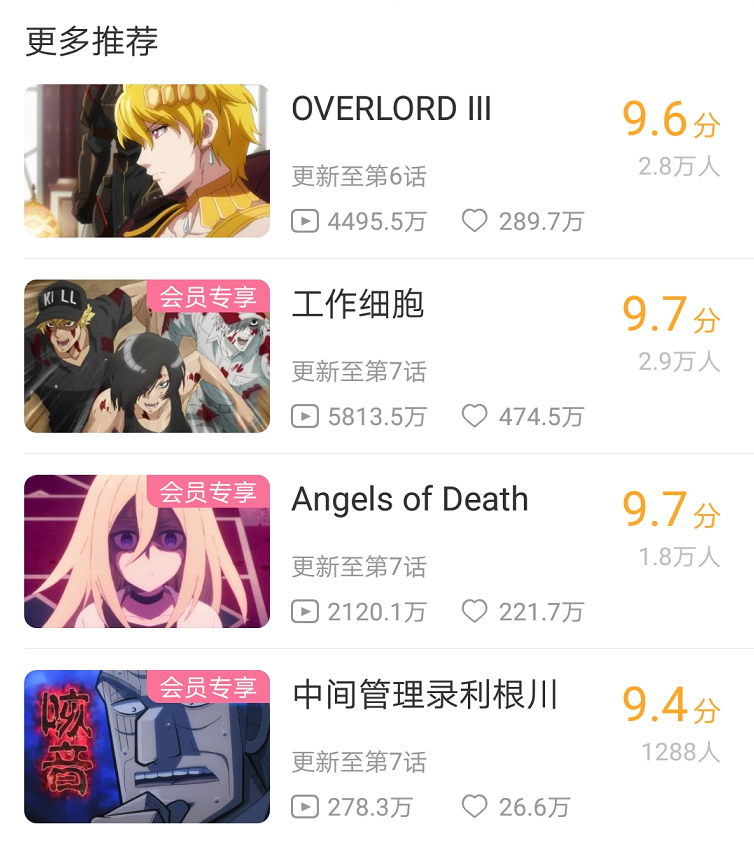 更多推荐
OVERLORD III
9.6分
更新至第6话
2.8万人
4495.5万 289.7万
KILL
会员专享
工作细胞
9.7分
更新至第7话
2.9万人
5813.5万 474.5万
会员专享
Angels of Death
9.7分
更新至第7话
1.8万人
2120.1万 221.7万
会员专享
咳音
中间管理录利根川
9.4分
更新至第7话
1288人
278.3万 26.6万